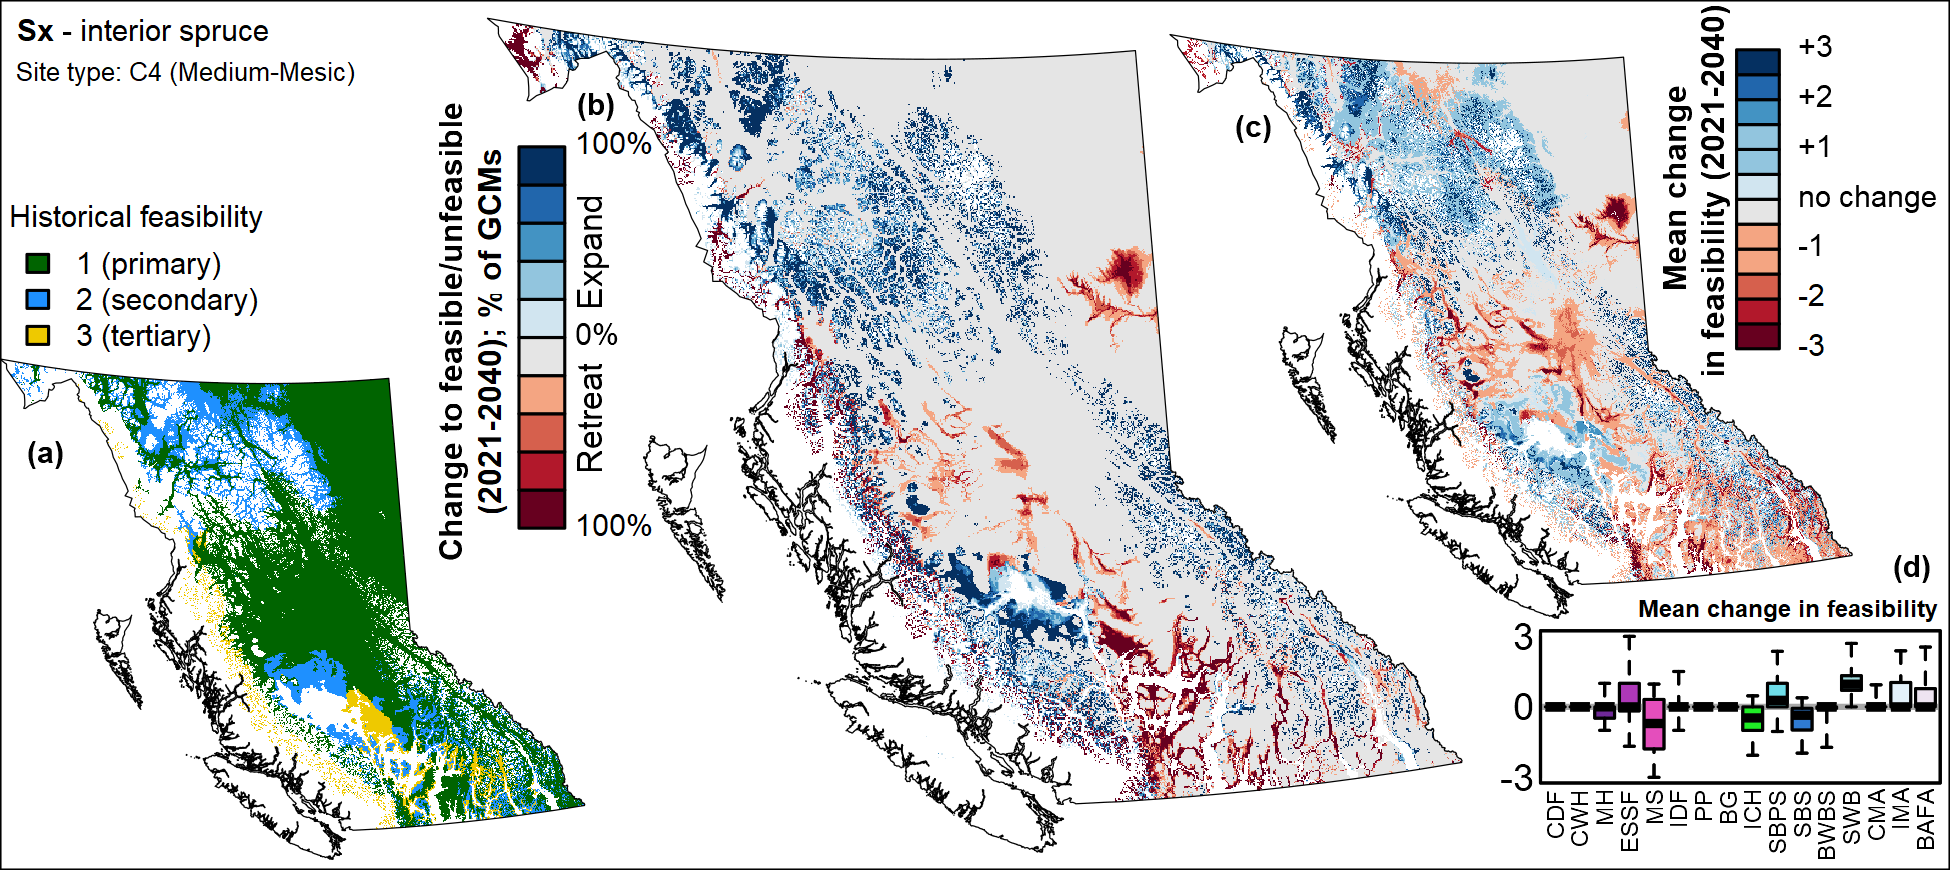 Sx - interior spruce
Site type: C4 (Medium-Mesic)
Historical feasibility
1 (primary)
2 (secondary)
3 (tertiary)
(a)
Change to feasible/unfeasible
(2021-2040); % of GCMs
100%
Expand
0%
Retreat
100%
(b)
(c)
Mean change
in feasibility (2021-2040)
+3
+2
+1
no change
-1
-2
-3
(d)
Mean change in feasibility
3
0
-3
CDF
CWH
MH
ESSF
MS
IDF
PP
BG
ICH
SBPS
SBS
BWBS
SWB
CMA
IMA
BAFA